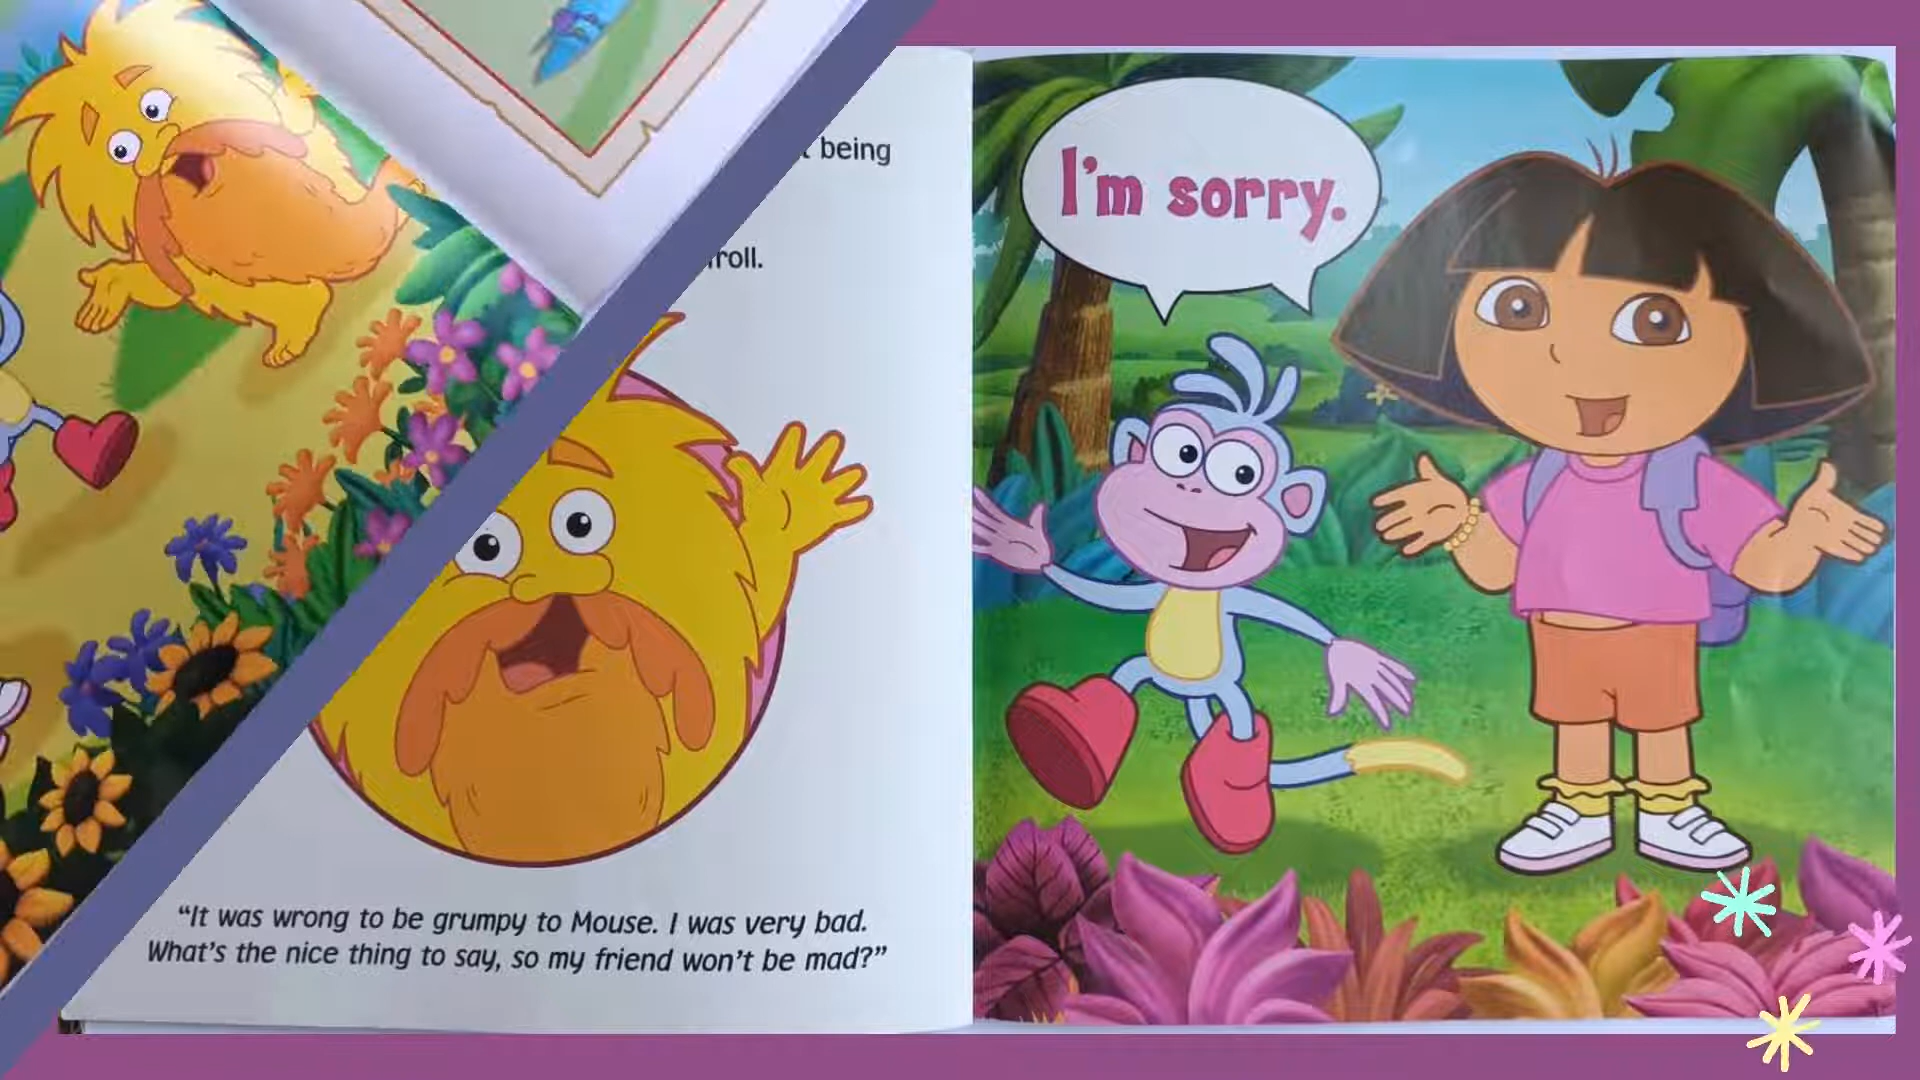 being
"It was wrong to be grumpy to Mouse. I was very bad.
What's the nice thing to say, so my friend won't be mad?"
I'm sorry.